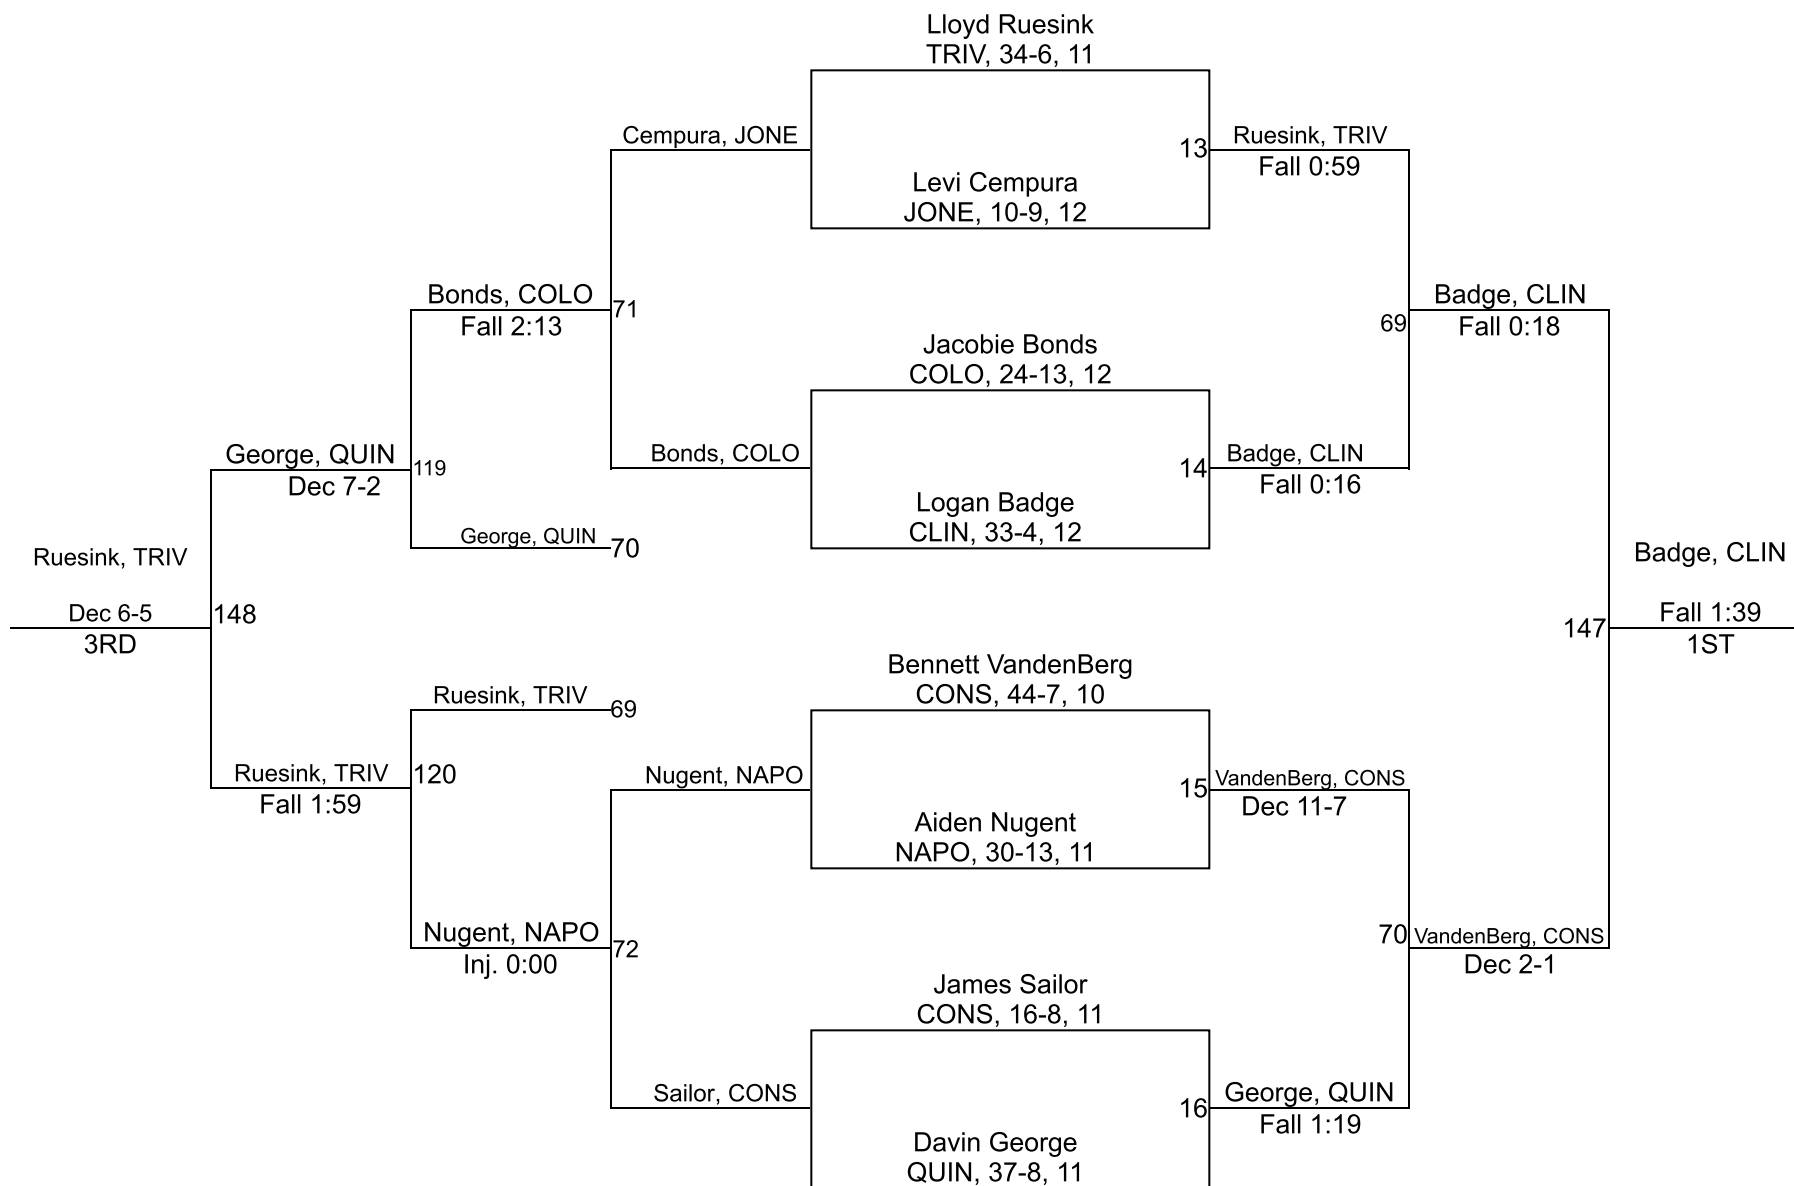 Lloyd Ruesink
TRIV, 34-6, 11
Cempura, JONE
13
Ruesink, TRIV
Fall 0:59
Levi Cempura
JONE, 10-9, 12
Bonds, COLO
Fall 2:13
71
69
Badge, CLIN
Fall 0:18
Jacobie Bonds
COLO, 24-13, 12
George, QUIN
Dec 7-2
119
Bonds, COLO
14
Badge, CLIN
Fall 0:16
Logan Badge
CLIN, 33-4, 12
George, QUIN
70
Ruesink, TRIV
Dec 6-5
3RD
148
147
Badge, CLIN
Fall 1:39
1ST
Bennett VandenBerg
CONS, 44-7, 10
Ruesink, TRIV
69
Ruesink, TRIV
Fall 1:59
120
Nugent, NAPO
15
VandenBerg, CONS
Dec 11-7
Aiden Nugent
NAPO, 30-13, 11
Nugent, NAPO
Inj. 0:00
72
70
VandenBerg, CONS
Dec 2-1
James Sailor
CONS, 16-8, 11
Sailor, CONS
16
George, QUIN
Fall 1:19
Davin George
QUIN, 37-8, 11